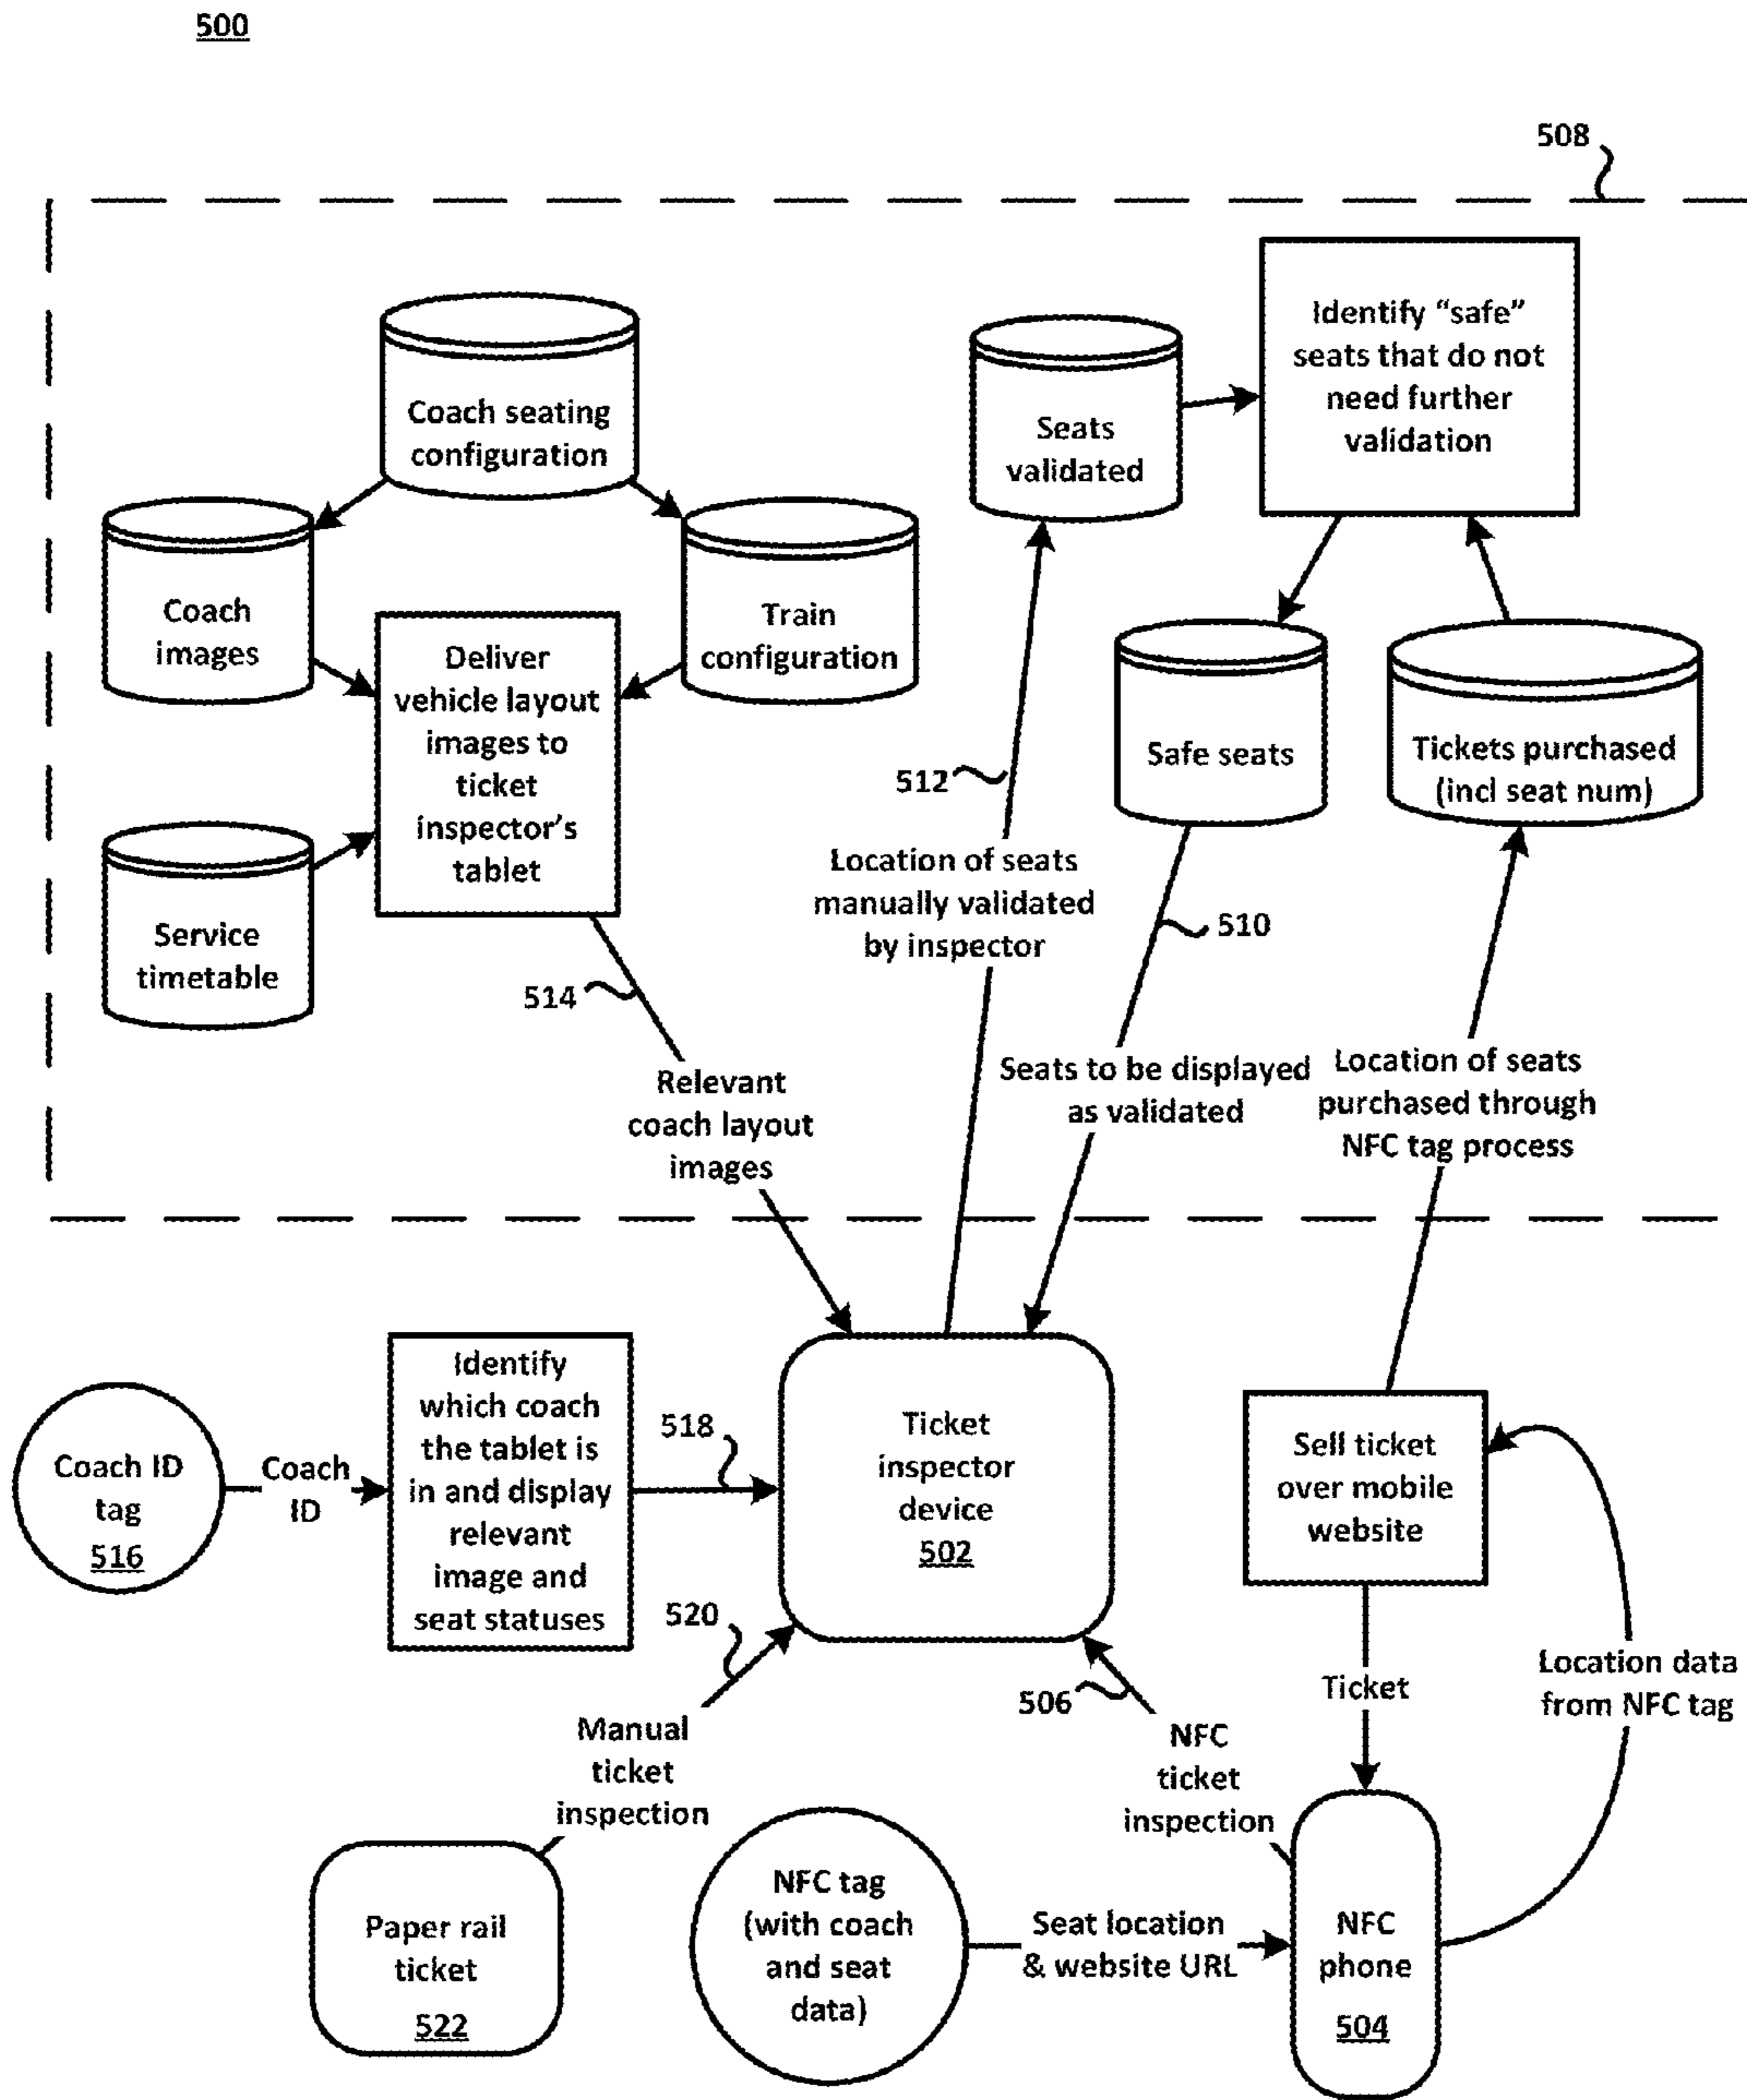 500
508
Coach seating
configuration
Coach
images
Train
configuration
Deliver
vehicle layout
images to
ticket
inspector's
tablet
Service
timetable
514
Relevant
coach layout
images
Seats
validated
Identify “safe”
seats that do not
need further
validation
Safe seats
Tickets purchased
(incl seat num)
512
Location of seats
manually validated
by inspector
510
Seats to be displayed
as validated
Location of seats
purchased through
NFC tag process
Coach ID
tag
516
Coach
ID
Identify
which coach
the tablet is
in and display
relevant
image and
seat statuses
518
Ticket
inspector
device
502
Sell ticket
over mobile
website
520
Manual
ticket
inspection
506
NFC
ticket
inspection
Ticket
Location data
from NFC tag
Paper rail
ticket
522
NFC tag
(with coach
and seat
data)
Seat location
& website URL
NFC
phone
504